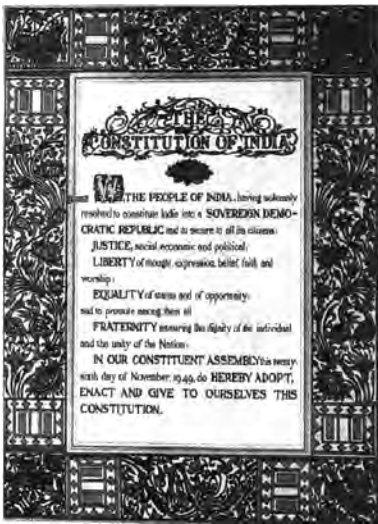 THE
CONSTITUTION OF INDIA
WE, THE PEOPLE OF INDIA, having solemnly
resolved to constitute India into a SOVEREIGN DEMO-
CRATIC REPUBLIC and to secure to all its citizens:
JUSTICE, social, economic and political;
LIBERTY of thought, expression, belief, faith and
worship;
EQUALITY of status and of opportunity;
and to promote among them all
FRATERNITY assuring the dignity of the individual
and the unity of the Nation;
IN OUR CONSTITUENT ASSEMBLY this twenty-
sixth day of November, 1949, do HEREBY ADOPT,
ENACT AND GIVE TO OURSELVES THIS
CONSTITUTION.